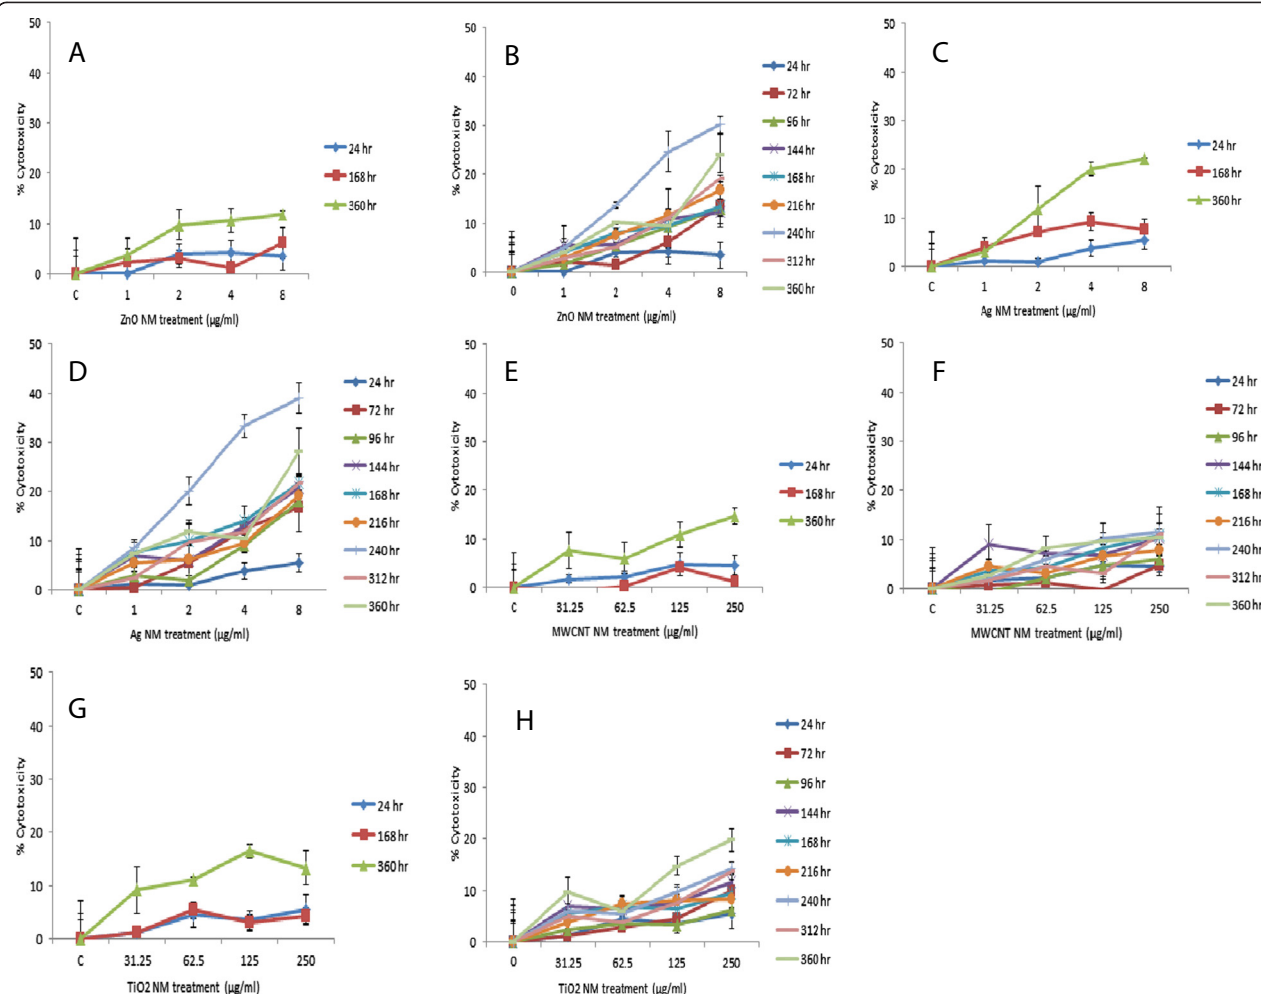 A
50
40
30
20
10
0
% Cytotoxicity
C 1 2 4 8
ZnO NM treatment (µg/ml)
24 hr
168 hr
360 hr
B
50
40
30
20
10
0
% Cytotoxicity
0 1 2 4 8
ZnO NM treatment (µg/ml)
24 hr
72 hr
96 hr
144 hr
168 hr
216 hr
240 hr
312 hr
360 hr
C
50
40
30
20
10
0
% Cytotoxicity
C 1 2 4 8
Ag NM treatment (µg/ml)
24 hr
168 hr
360 hr
D
50
40
30
20
10
0
% Cytotoxicity
C 1 2 4 8
Ag NM treatment (µg/ml)
24 hr
72 hr
96 hr
144 hr
168 hr
216 hr
240 hr
312 hr
360 hr
E
50
40
30
20
10
0
% Cytotoxicity
C 31.25 62.5 125 250
MWCNT NM treatment (µg/ml)
24 hr
168 hr
360 hr
F
50
40
30
20
10
0
% Cytotoxicity
C 31.25 62.5 125 250
MWCNT NM treatment (µg/ml)
24 hr
72 hr
96 hr
144 hr
168 hr
216 hr
240 hr
312 hr
360 hr
G
50
40
30
20
10
0
% Cytotoxicity
C 31.25 62.5 125 250
TiO2 NM treatment (µg/ml)
24 hr
168 hr
360 hr
H
50
40
30
20
10
0
% Cytotoxicity
0 31.25 62.5 125 250
TiO2 NM treatment (µg/ml)
24 hr
72 hr
96 hr
144 hr
168 hr
216 hr
240 hr
312 hr
360 hr